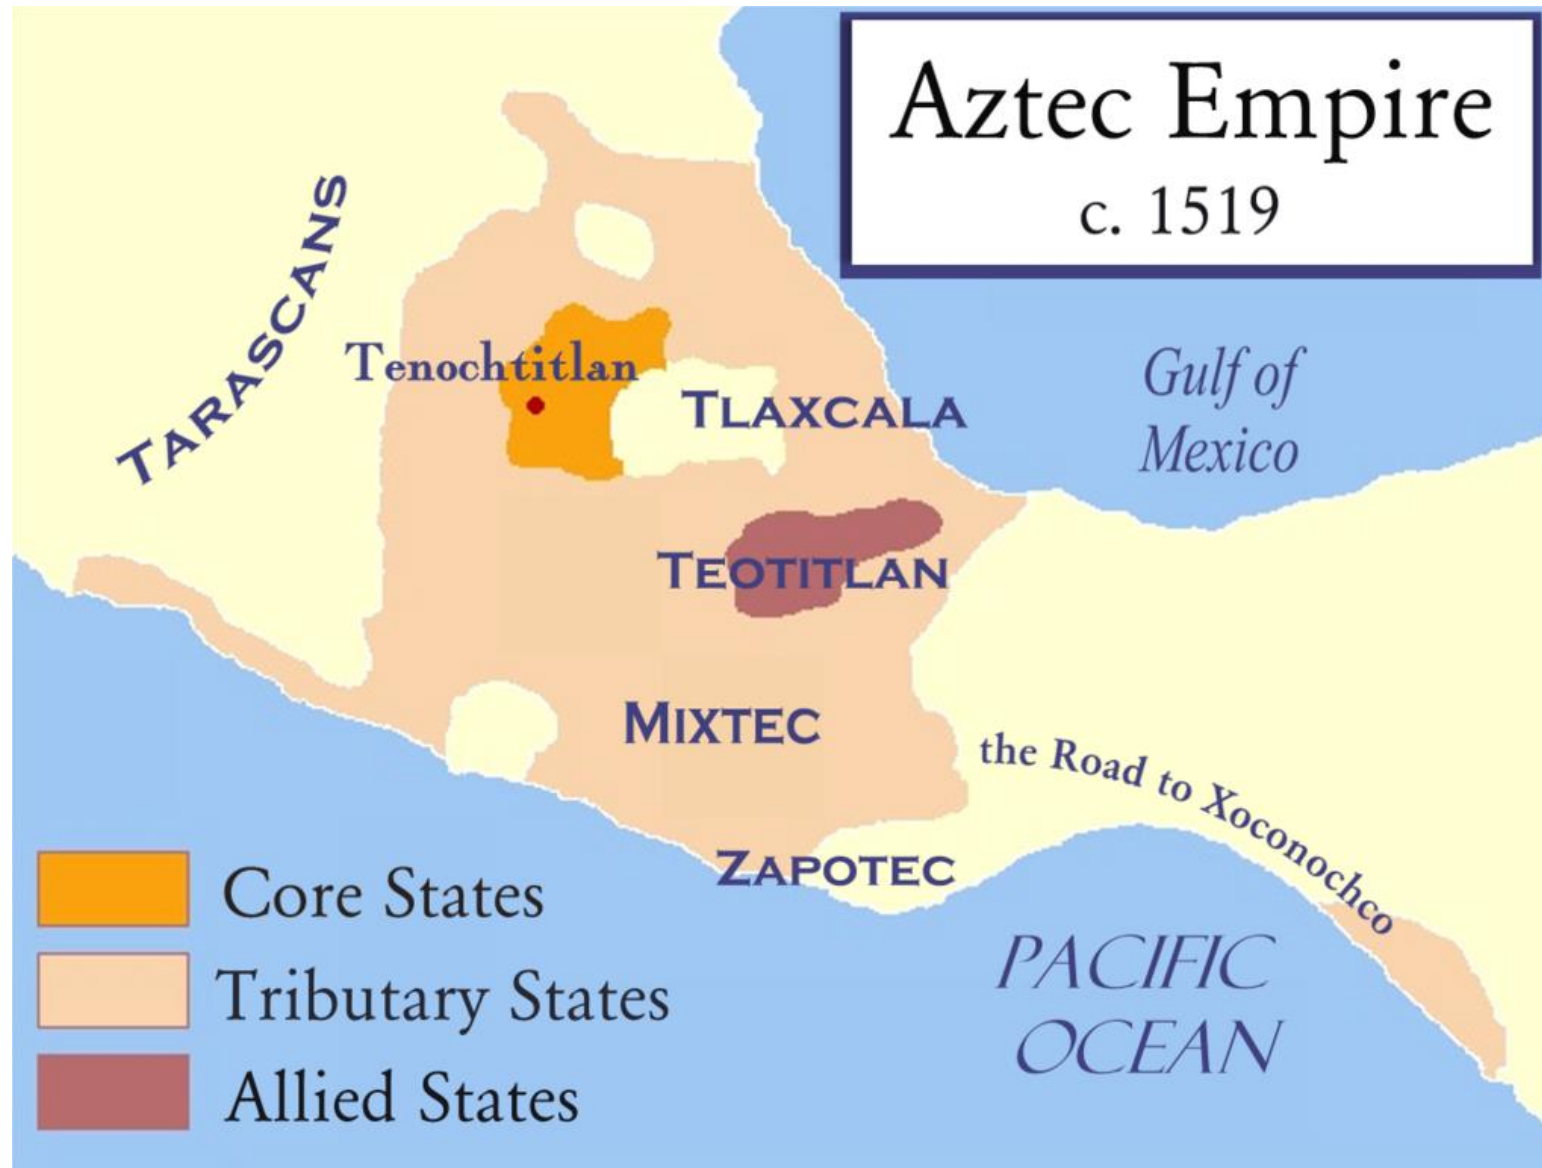 Aztec Empire
c. 1519
TARASCANS
Tenochtitlan
TLAXCALA
Gulf of
Mexico
TEOTITLAN
MIXTEC
the Road to Xoconochco
ZAPOTEC
PACIFIC
OCEAN
Core States
Tributary States
Allied States